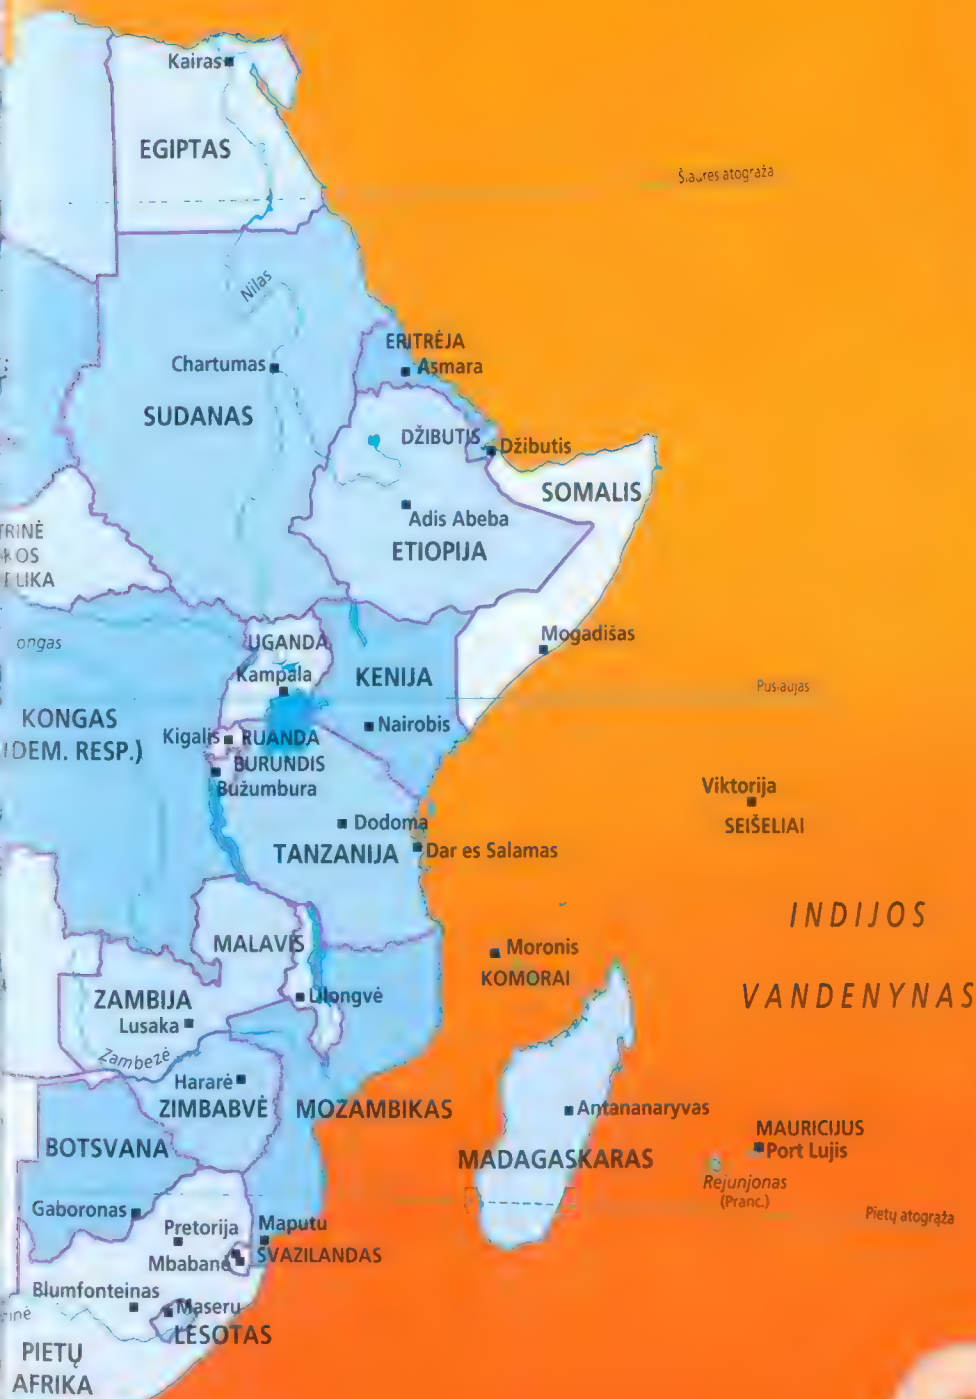 Kairas
EGIPTAS
Šiaurės atogrąža
Nilas
ERITRĖJA
Asmara
Chartumas
SUDANAS
DŽIBUTIS
Džibutis
SOMALIS
Adis Abeba
ETIOPIJA
TRINĖ
KOS
LIKA
ongas
UGANDA
Mogadišas
Kampala
KENIJA
Pusiaujas
KONGAS
(DEM. RESP.)
Kigalis
RUANDA
Nairobis
BURUNDIS
Bužumbura
Viktorija
SEIŠELIAI
Dodoma
TANZANIJA
Dar es Salamas
INDIJOS
VANDENYNAS
MALAVIS
Moronis
KOMORAI
ZAMBIJA
Lilongvė
Lusaka
Zambezė
Hararė
ZIMBABVĖ
MOZAMBIKAS
Antananaryvas
MAURICIJUS
Port Lujis
BOTSVANA
MADAGASKARAS
Rejunjonas
(Pranc.)
Gaboronas
Pietų atogrąža
Pretorija
Maputu
Mbabanė
SVAZILANDAS
Blumfonteinas
Maseru
LESOTAS
PIETŲ
AFRIKA